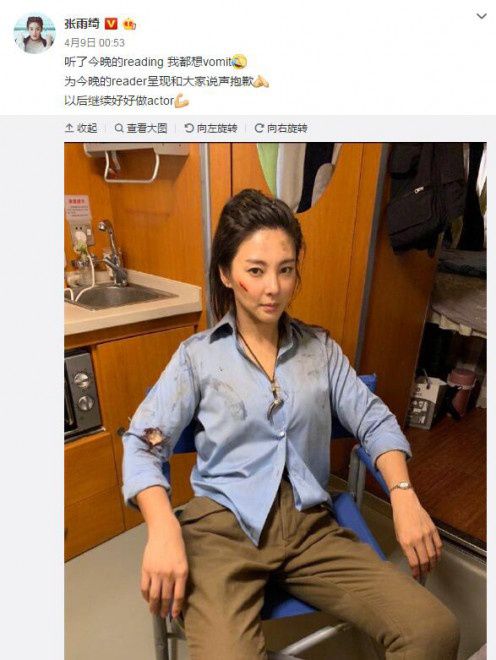 张雨绮
4月9日 00:53
听了今晚的reading 我都想vomit
为今晚的reader呈现和大家说声抱歉
以后继续好好做actor
收起 查看大图 向左旋转 向右旋转